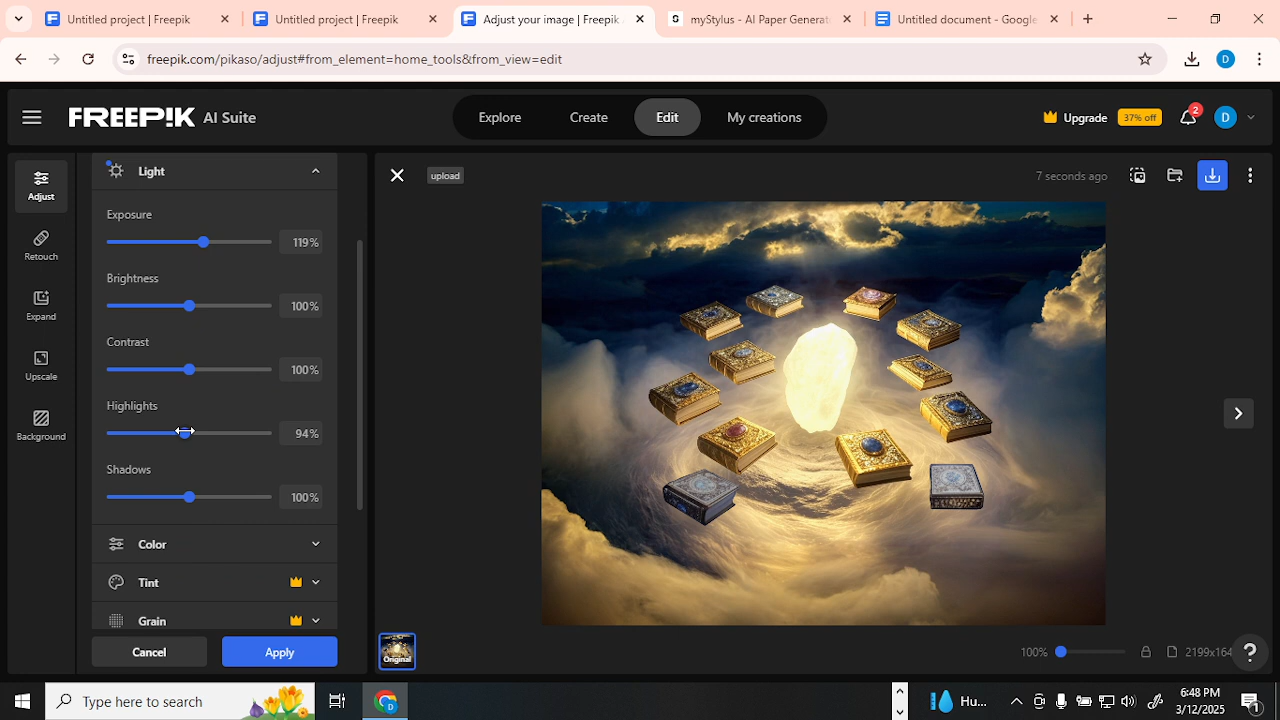 Untitled project | Freepik
Untitled project | Freepik
Adjust your image | Freepik
myStylus - AI Paper Generat
Untitled document - Google
freepik.com/pikaso/adjust#from_element=home_tools&from_view=edit
D
FREEPIK AI Suite
Explore
Create
Edit
My creations
Upgrade
37% off
2
D
Adjust
Retouch
Expand
Upscale
Background
Light
Exposure
119%
Brightness
100%
Contrast
100%
Highlights
94%
Shadows
100%
Color
Tint
Grain
Cancel
Apply
upload
7 seconds ago
Original
100%
2199x164
?
Type here to search
Hu...
6:48 PM
3/12/2025
1